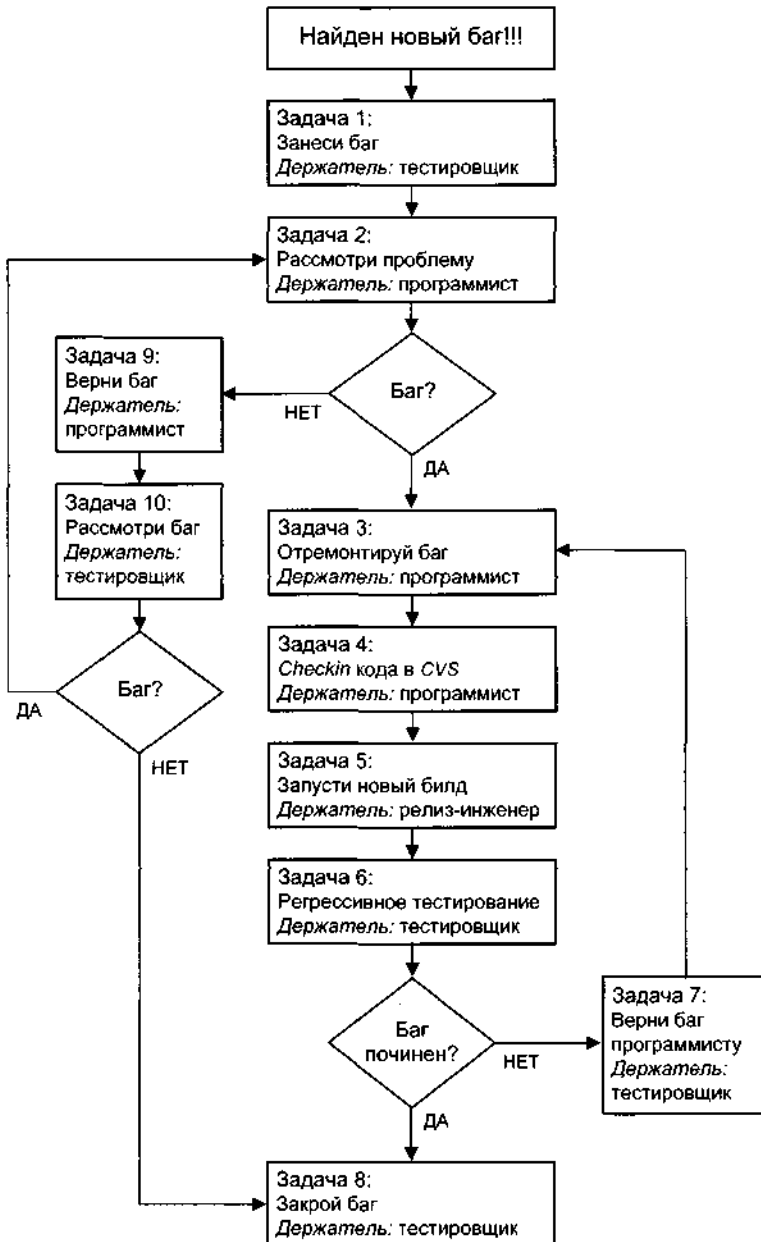 Найден новый баг!!!
Задача 1:
Занеси баг
Держатель: тестировщик
Задача 2:
Рассмотри проблему
Держатель: программист
Баг?
НЕТ
ДА
Задача 9:
Верни баг
Держатель:
программист
Задача 10:
Рассмотри баг
Держатель:
тестировщик
Баг?
ДА
НЕТ
Задача 3:
Отремонтируй баг
Держатель: программист
Задача 4:
Checkin кода в CVS
Держатель: программист
Задача 5:
Запусти новый билд
Держатель: релиз-инженер
Задача 6:
Регрессивное тестирование
Держатель: тестировщик
Баг
починен?
НЕТ
ДА
Задача 7:
Верни баг
программисту
Держатель:
тестировщик
Задача 8:
Закрой баг
Держатель: тестировщик